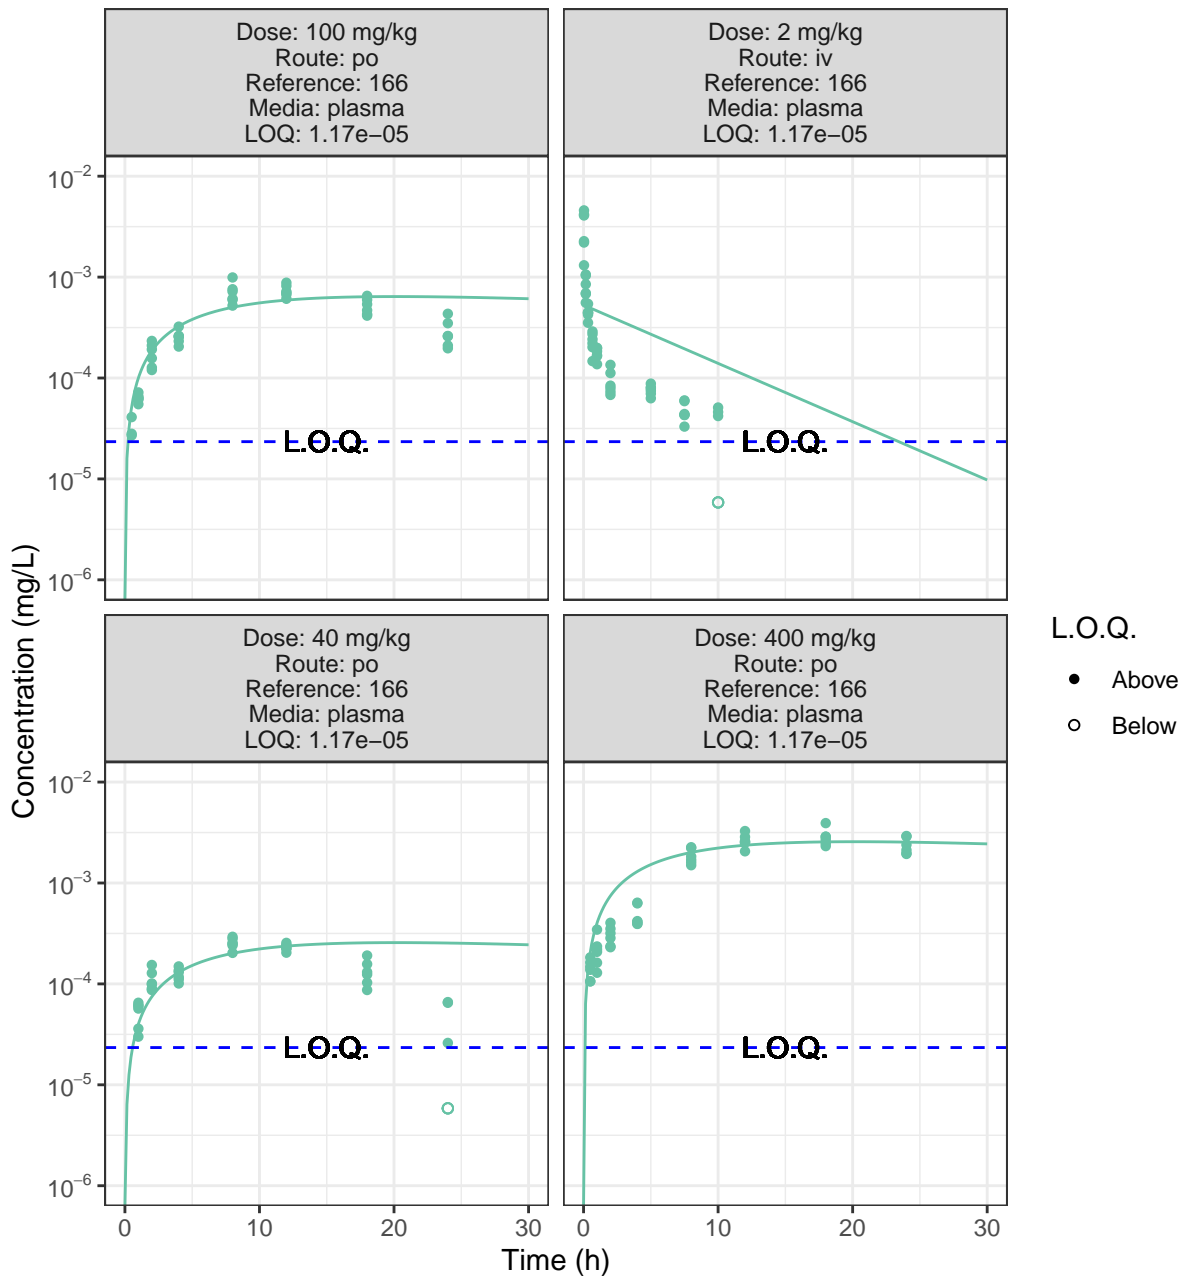 Dose: 100 mg/kg
Route: po
Reference: 166
Media: plasma
LOQ: 1.17e−05
Dose: 2 mg/kg
Route: iv
Reference: 166
Media: plasma
LOQ: 1.17e−05
10⁻²
10⁻³
10⁻⁴
10⁻⁵
10⁻⁶
L.O.Q.
L.O.Q.
Dose: 40 mg/kg
Route: po
Reference: 166
Media: plasma
LOQ: 1.17e−05
Dose: 400 mg/kg
Route: po
Reference: 166
Media: plasma
LOQ: 1.17e−05
10⁻²
10⁻³
10⁻⁴
10⁻⁵
10⁻⁶
L.O.Q.
L.O.Q.
0 10 20 30
0 10 20 30
Time (h)
Concentration (mg/L)
L.O.Q.
Above
Below